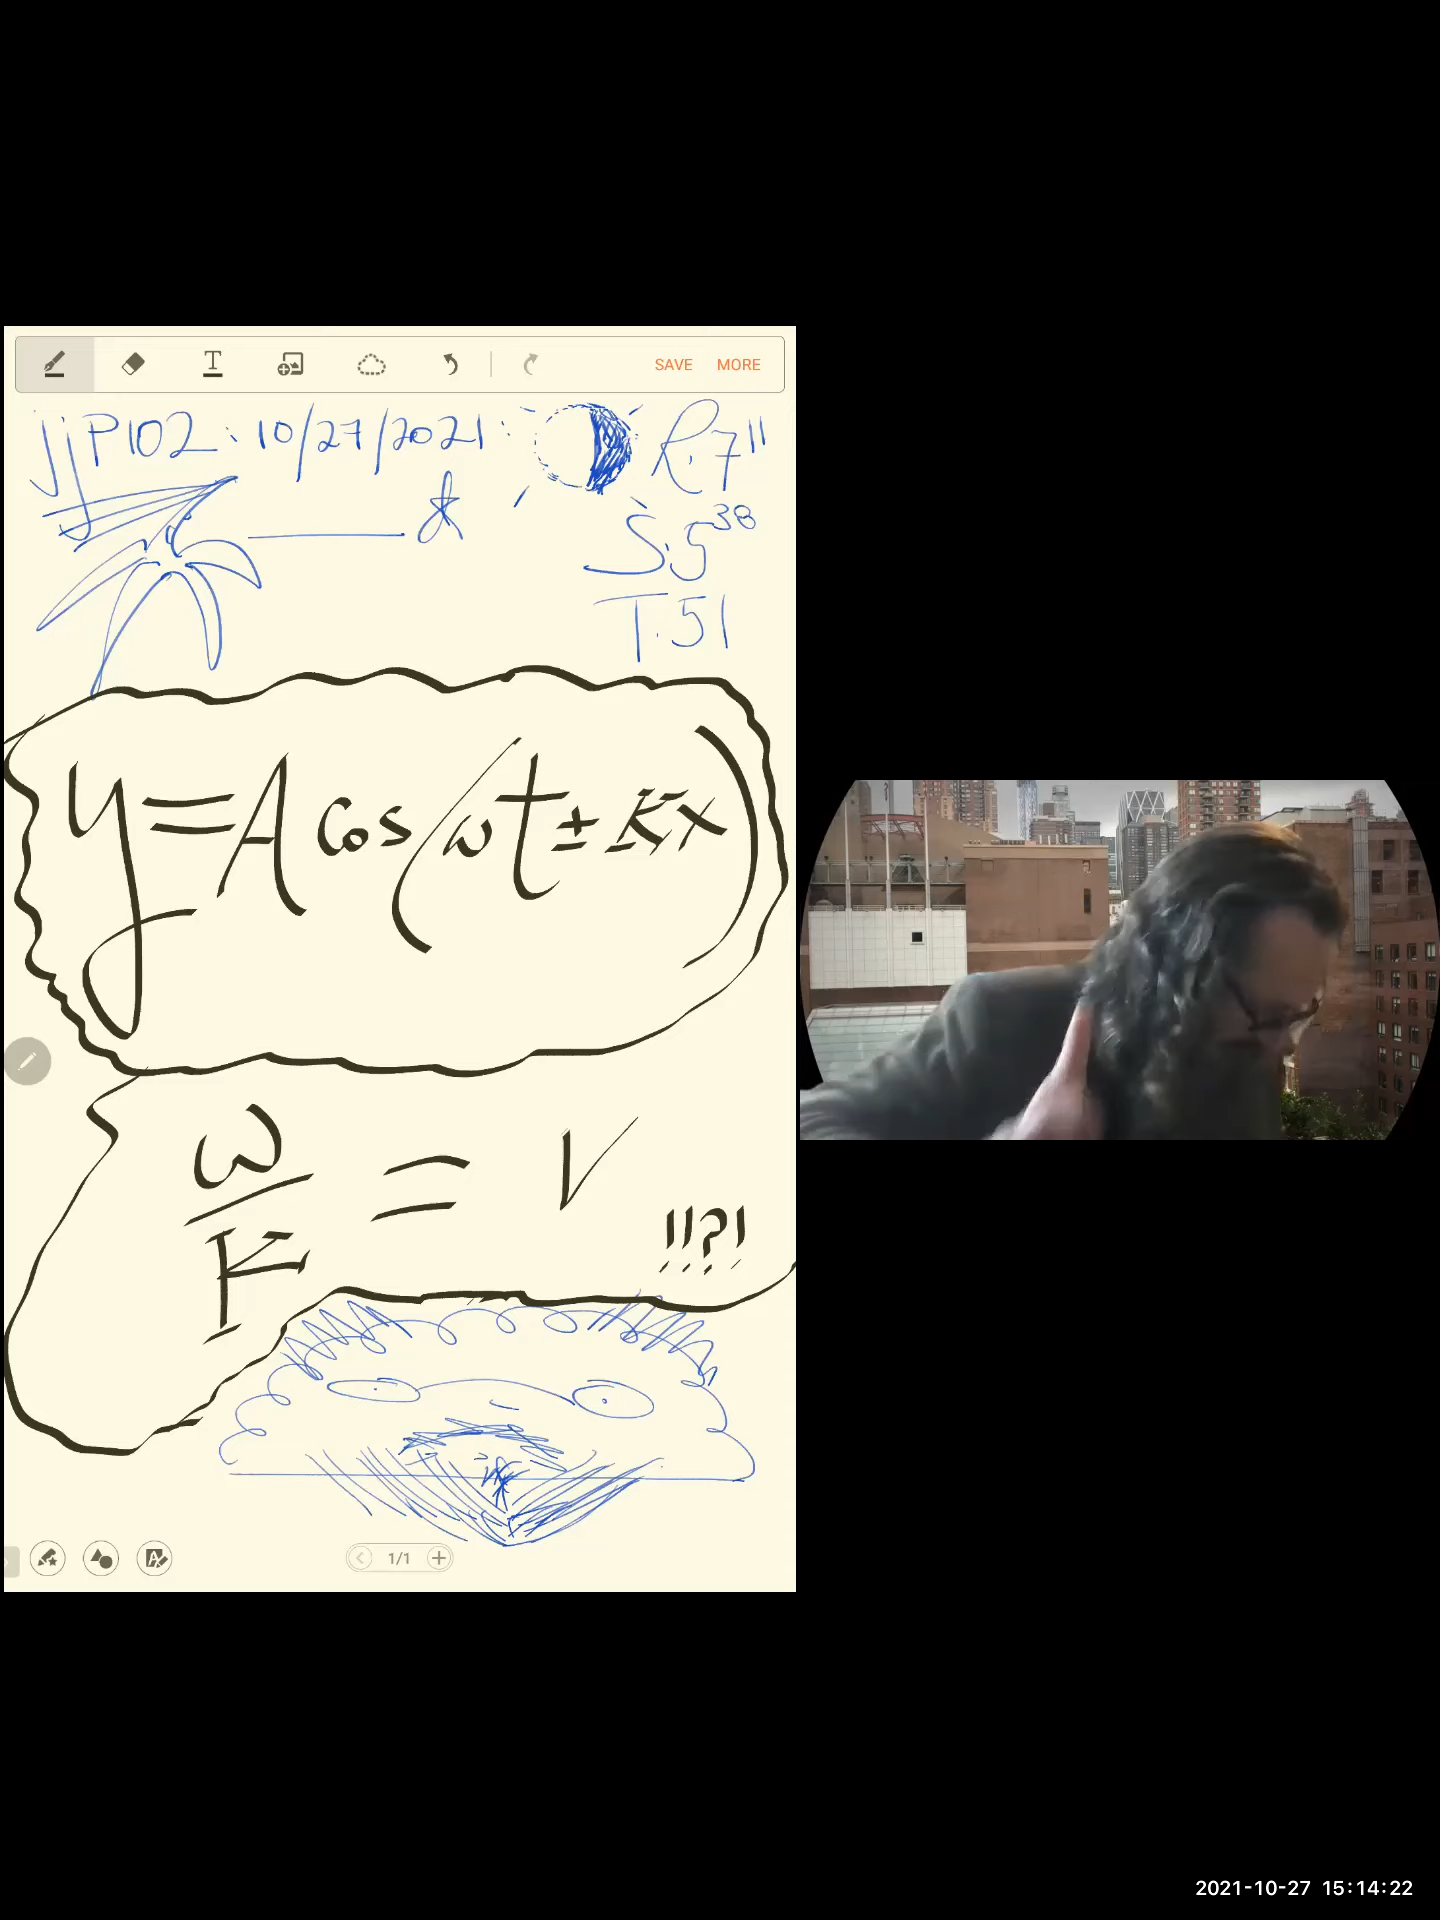 SAVE MORE
jjP102: 10/27/2021: R.7¹¹
S.5³⁸
T.51
y=A cos(ωt±kx)
ω/k = V
!!?!
1/1
2021-10-27 15:14:22